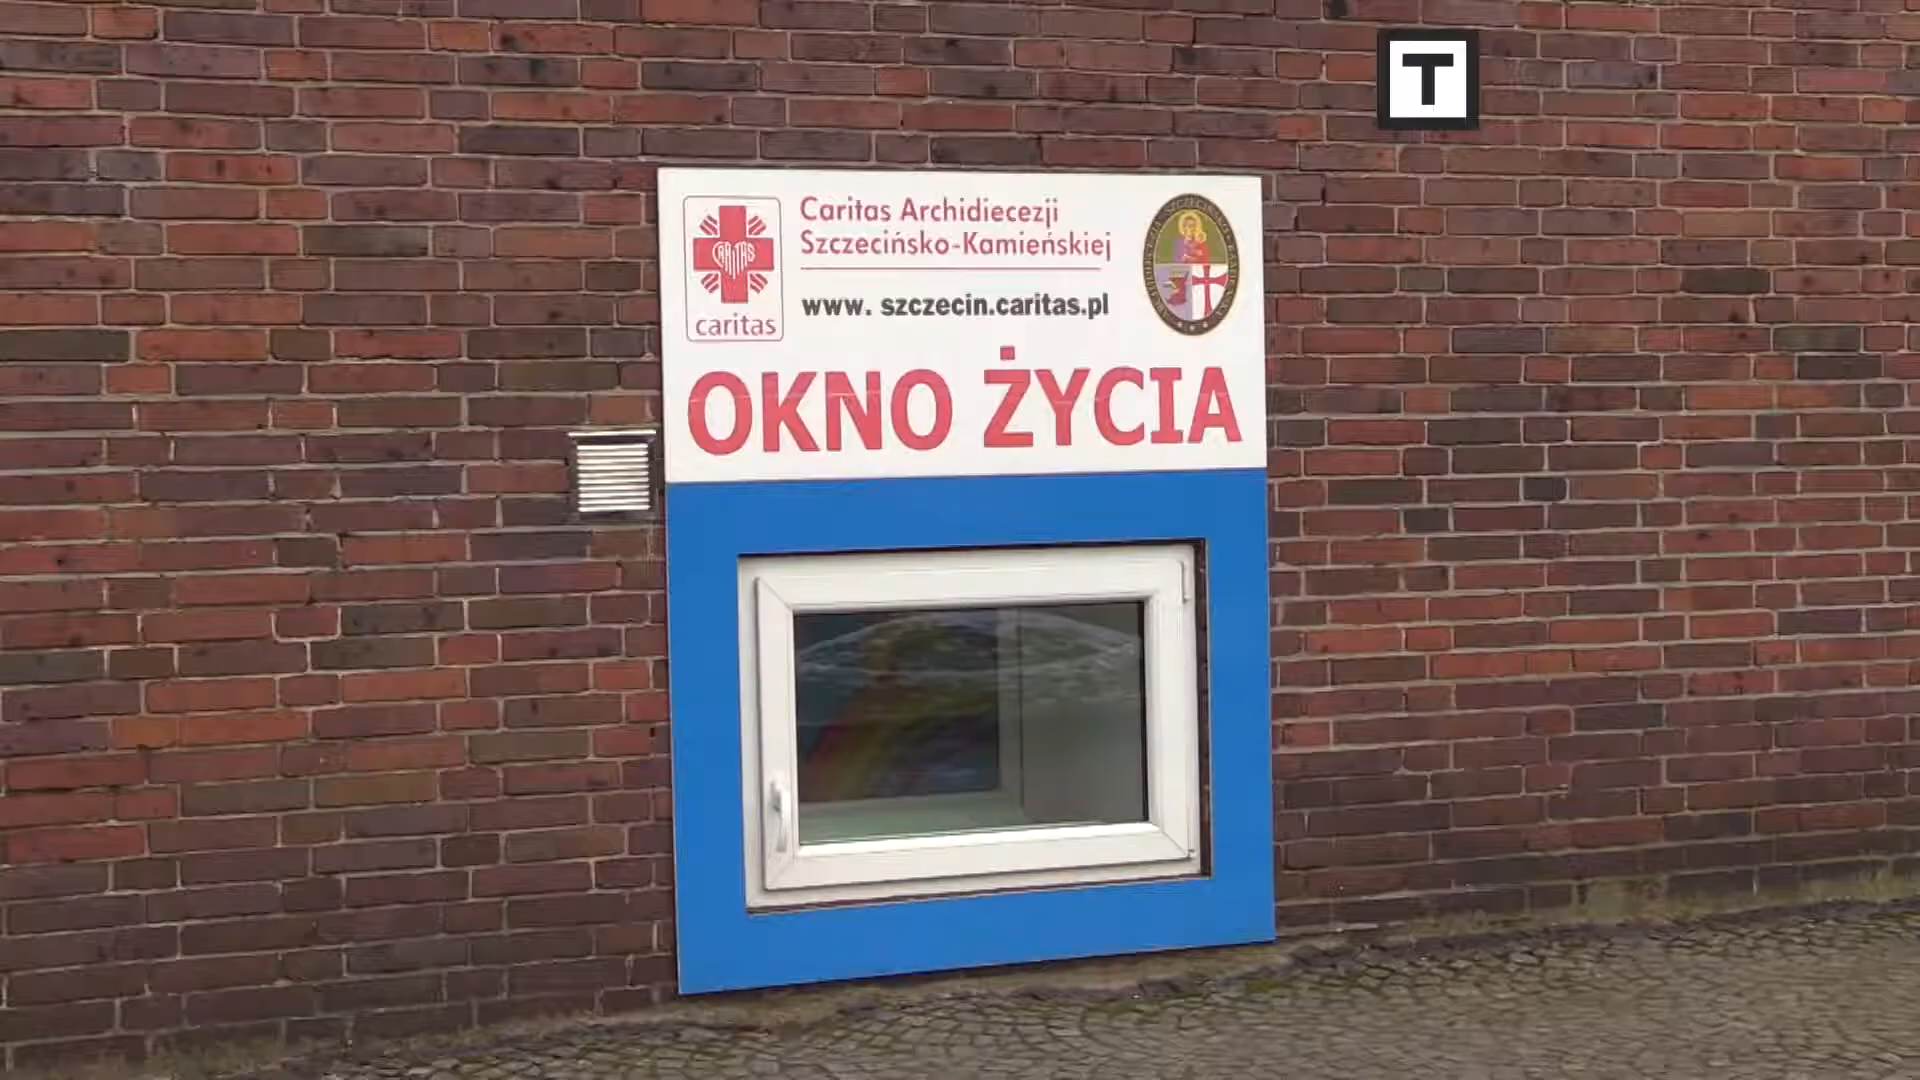 T
Caritas Archidiecezji
Szczecińsko-Kamieńskiej
www. szczecin.caritas.pl
CARITAS
caritas
OKNO ŻYCIA